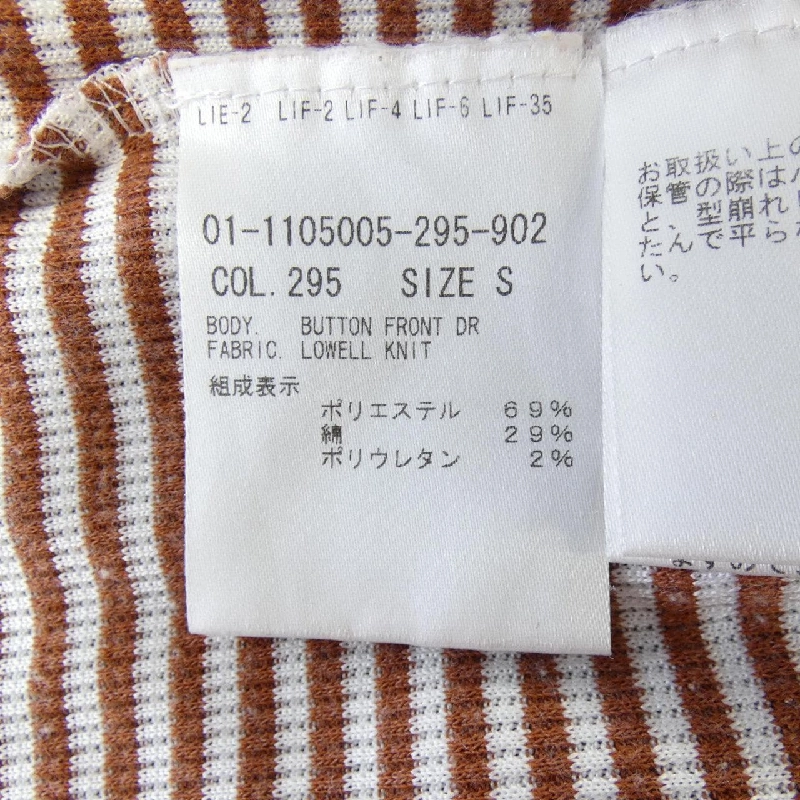 LIE-2 LIF-2 LIF-4 LIF-6 LIF-35
01-1105005-295-902
COL. 295 SIZE S
BODY. BUTTON FRONT DR
FABRIC. LOWELL KNIT
組成表示
ポリエステル 69%
綿 29%
ポリウレタン 2%
上はれら
い際崩平
扱の型で
取管、ん
お保とたい。